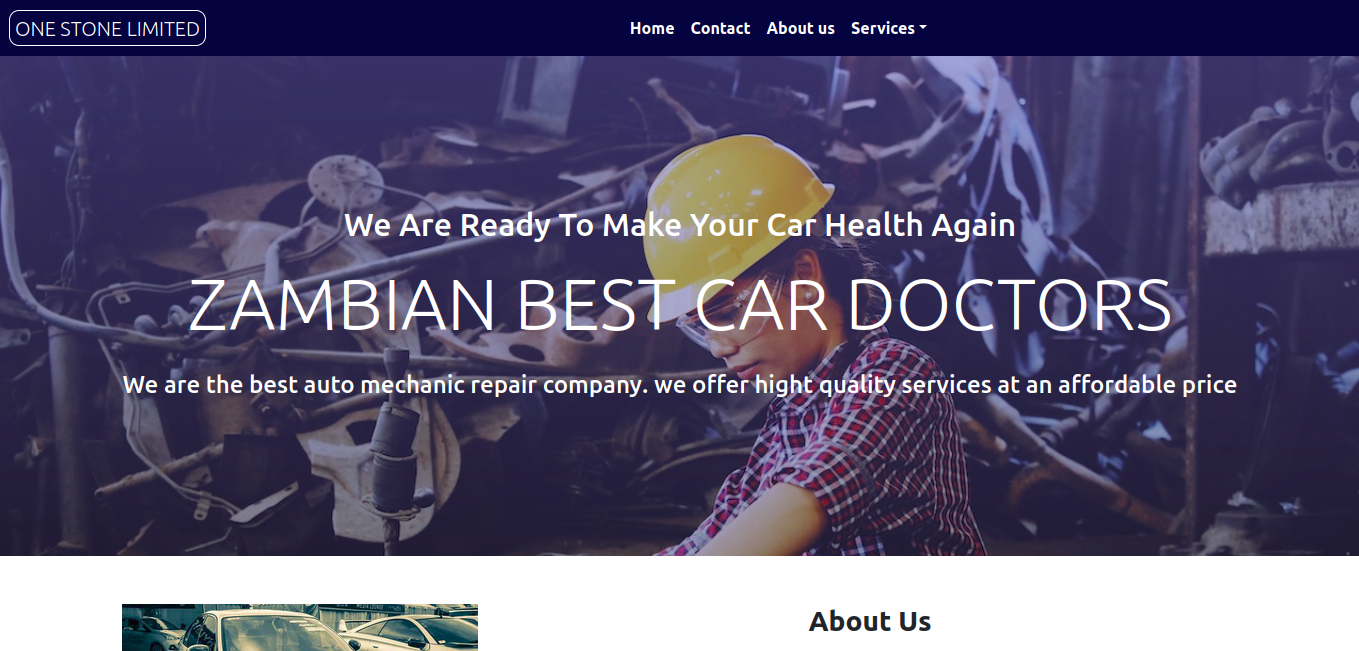 ONE STONE LIMITED
Home Contact About us Services
We Are Ready To Make Your Car Health Again
ZAMBIAN BEST CAR DOCTORS
We are the best auto mechanic repair company. we offer hight quality services at an affordable price
MEDIA LOUNGE
About Us